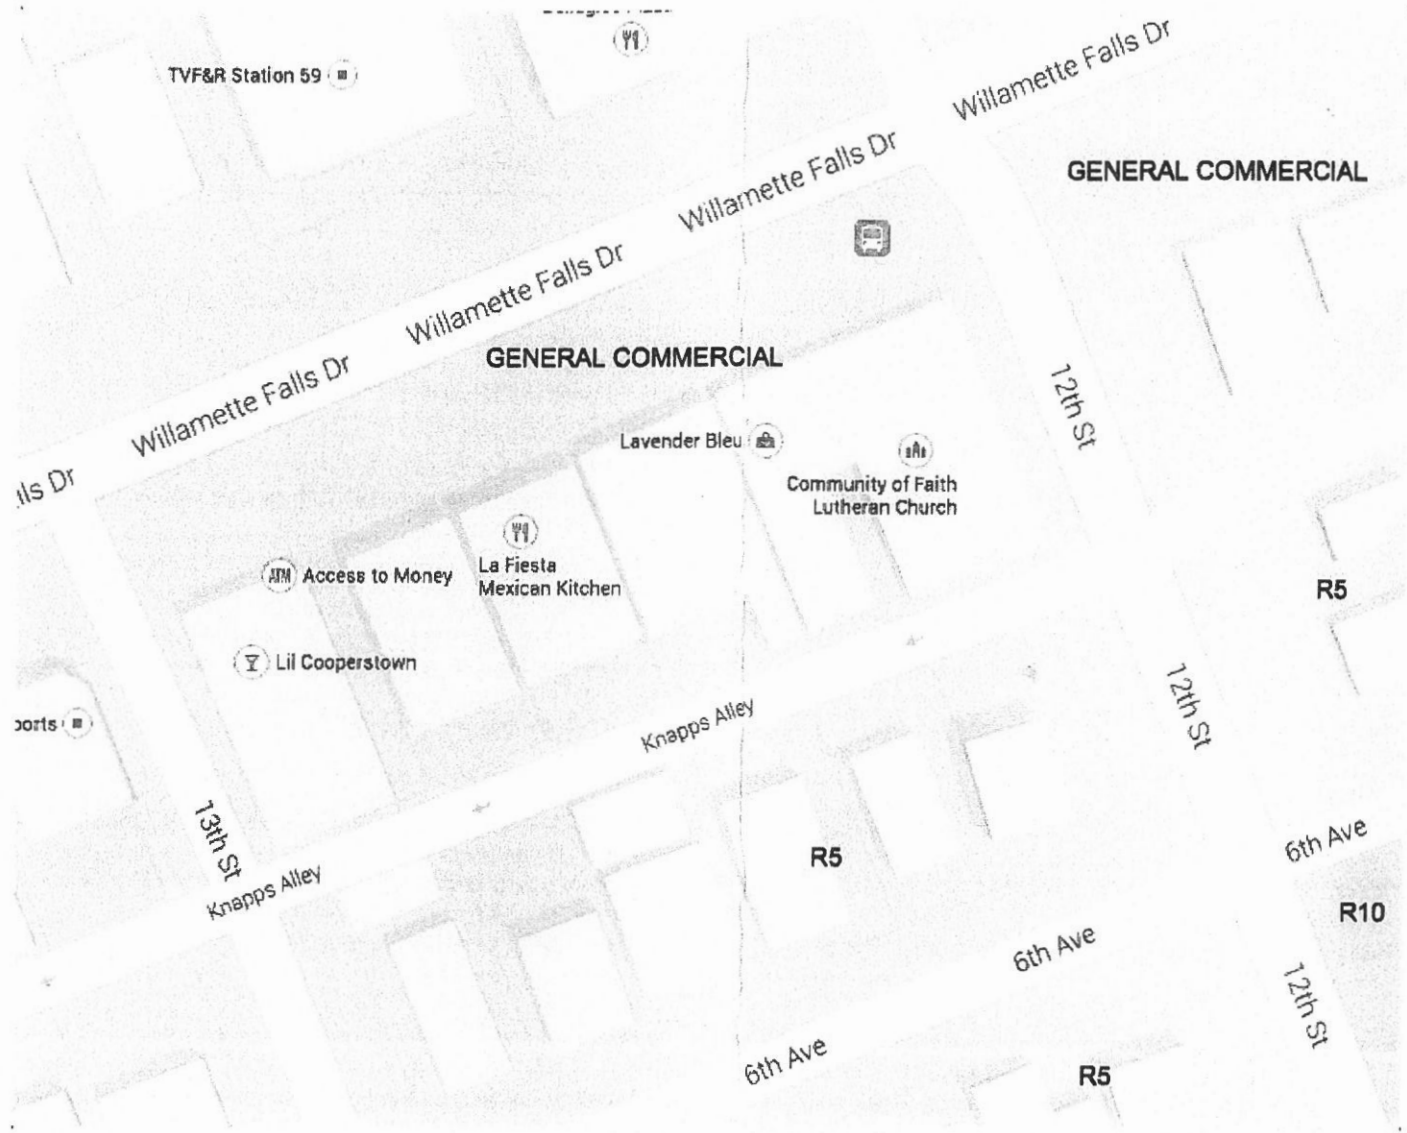 TVF&R Station 59
Willamette Falls Dr
GENERAL COMMERCIAL
Willamette Falls Dr
Willamette Falls Dr
GENERAL COMMERCIAL
Willamette Falls Dr
12th St
Lavender Bleu
Community of Faith
Lutheran Church
ils Dr
La Fiesta
Mexican Kitchen
ATM Access to Money
R5
Lil Cooperstown
12th St
ports
Knapps Alley
13th St
R5
6th Ave
Knapps Alley
R10
6th Ave
12th St
6th Ave
R5